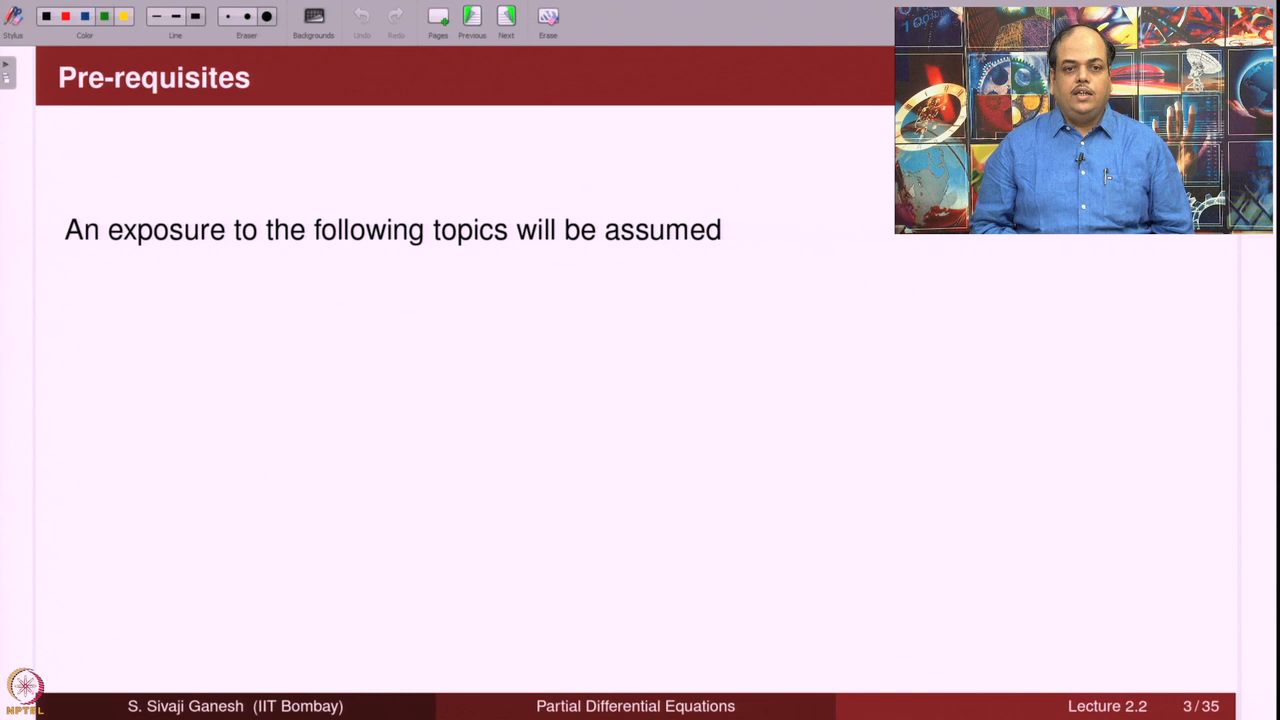 Stylus
Color
Line
Eraser
Backgrounds
Undo
Redo
Pages
Previous
Next
Erase
Pre-requisites
An exposure to the following topics will be assumed
NPTEL
S. Sivaji Ganesh (IIT Bombay)
Partial Differential Equations
Lecture 2.2
3 / 35